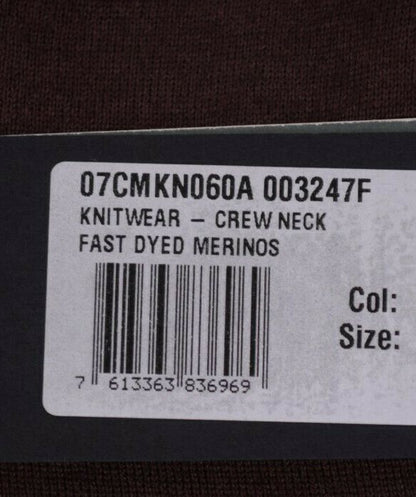 07CMKN060A 003247F
KNITWEAR – CREW NECK
FAST DYED MERINOS
Col:
Size:
7 613363 836969